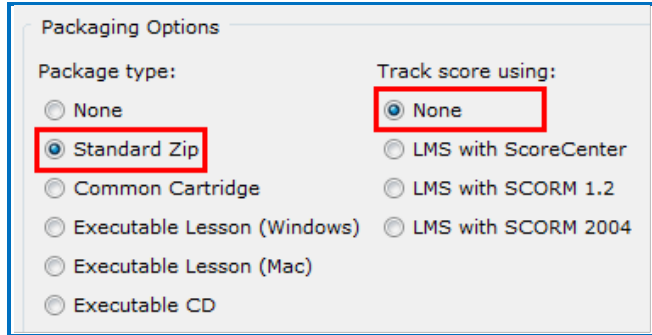 Packaging Options
Package type:
None
Standard Zip
Common Cartridge
Executable Lesson (Windows)
Executable Lesson (Mac)
Executable CD
Track score using:
None
LMS with ScoreCenter
LMS with SCORM 1.2
LMS with SCORM 2004